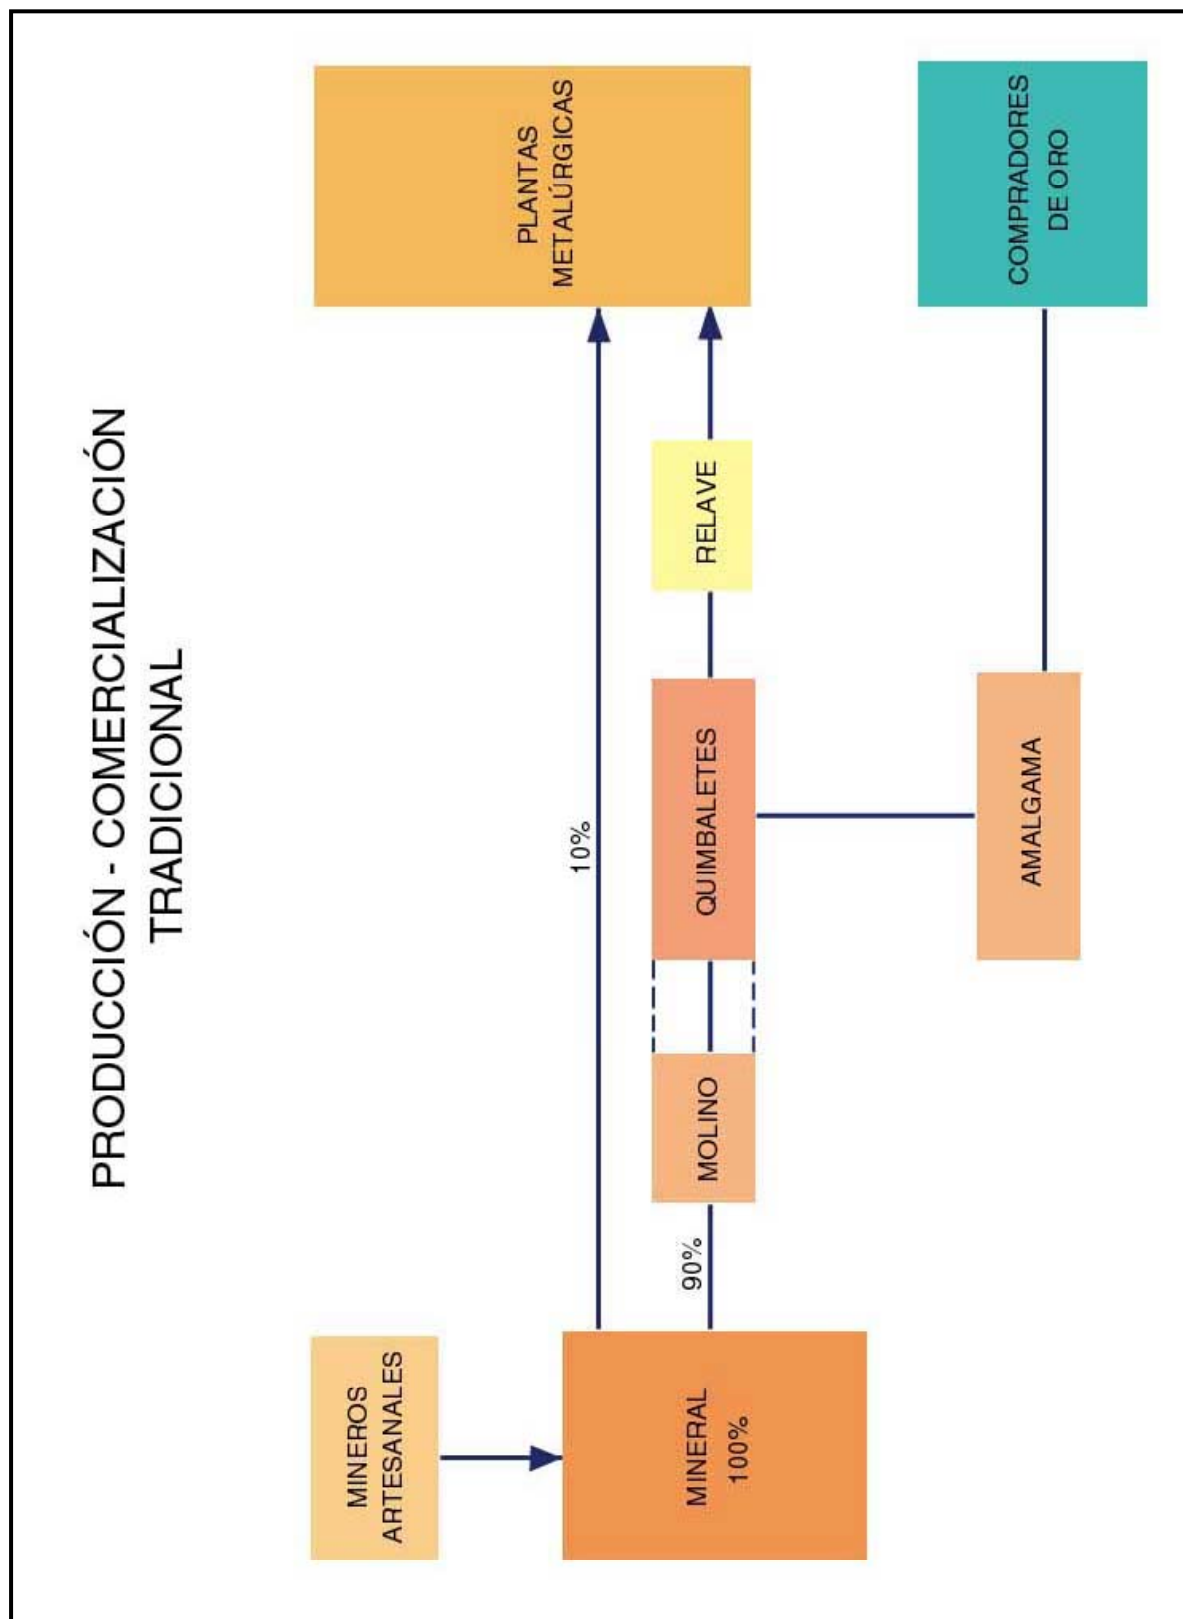 PRODUCCIÓN - COMERCIALIZACIÓN
TRADICIONAL
MINEROS
ARTESANALES
MINERAL
100%
10%
90%
MOLINO
QUIMBALETES
RELAVE
PLANTAS
METALÚRGICAS
AMALGAMA
COMPRADORES
DE ORO